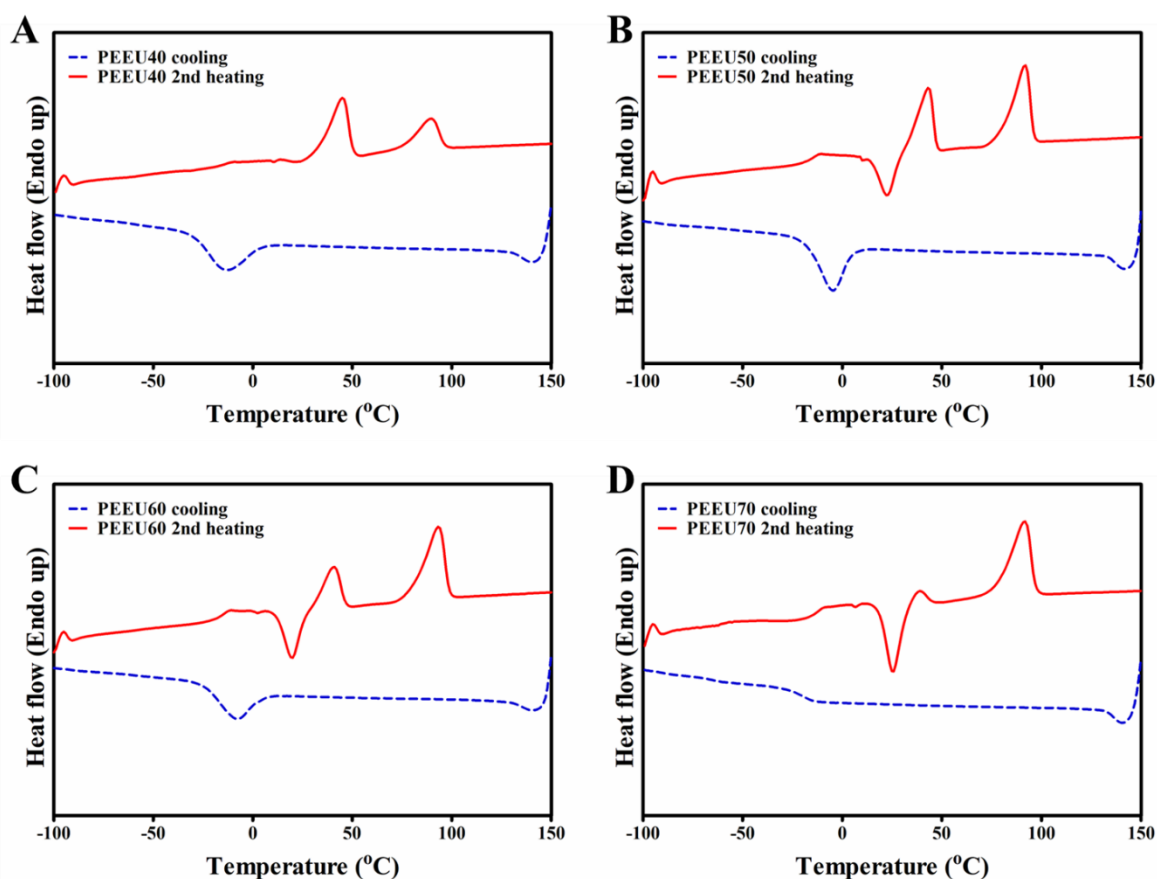 A
PEEU40 cooling
PEEU40 2nd heating
Heat flow (Endo up)
-100 -50 0 50 100 150
Temperature (°C)
B
PEEU50 cooling
PEEU50 2nd heating
Heat flow (Endo up)
-100 -50 0 50 100 150
Temperature (°C)
C
PEEU60 cooling
PEEU60 2nd heating
Heat flow (Endo up)
-100 -50 0 50 100 150
Temperature (°C)
D
PEEU70 cooling
PEEU70 2nd heating
Heat flow (Endo up)
-100 -50 0 50 100 150
Temperature (°C)